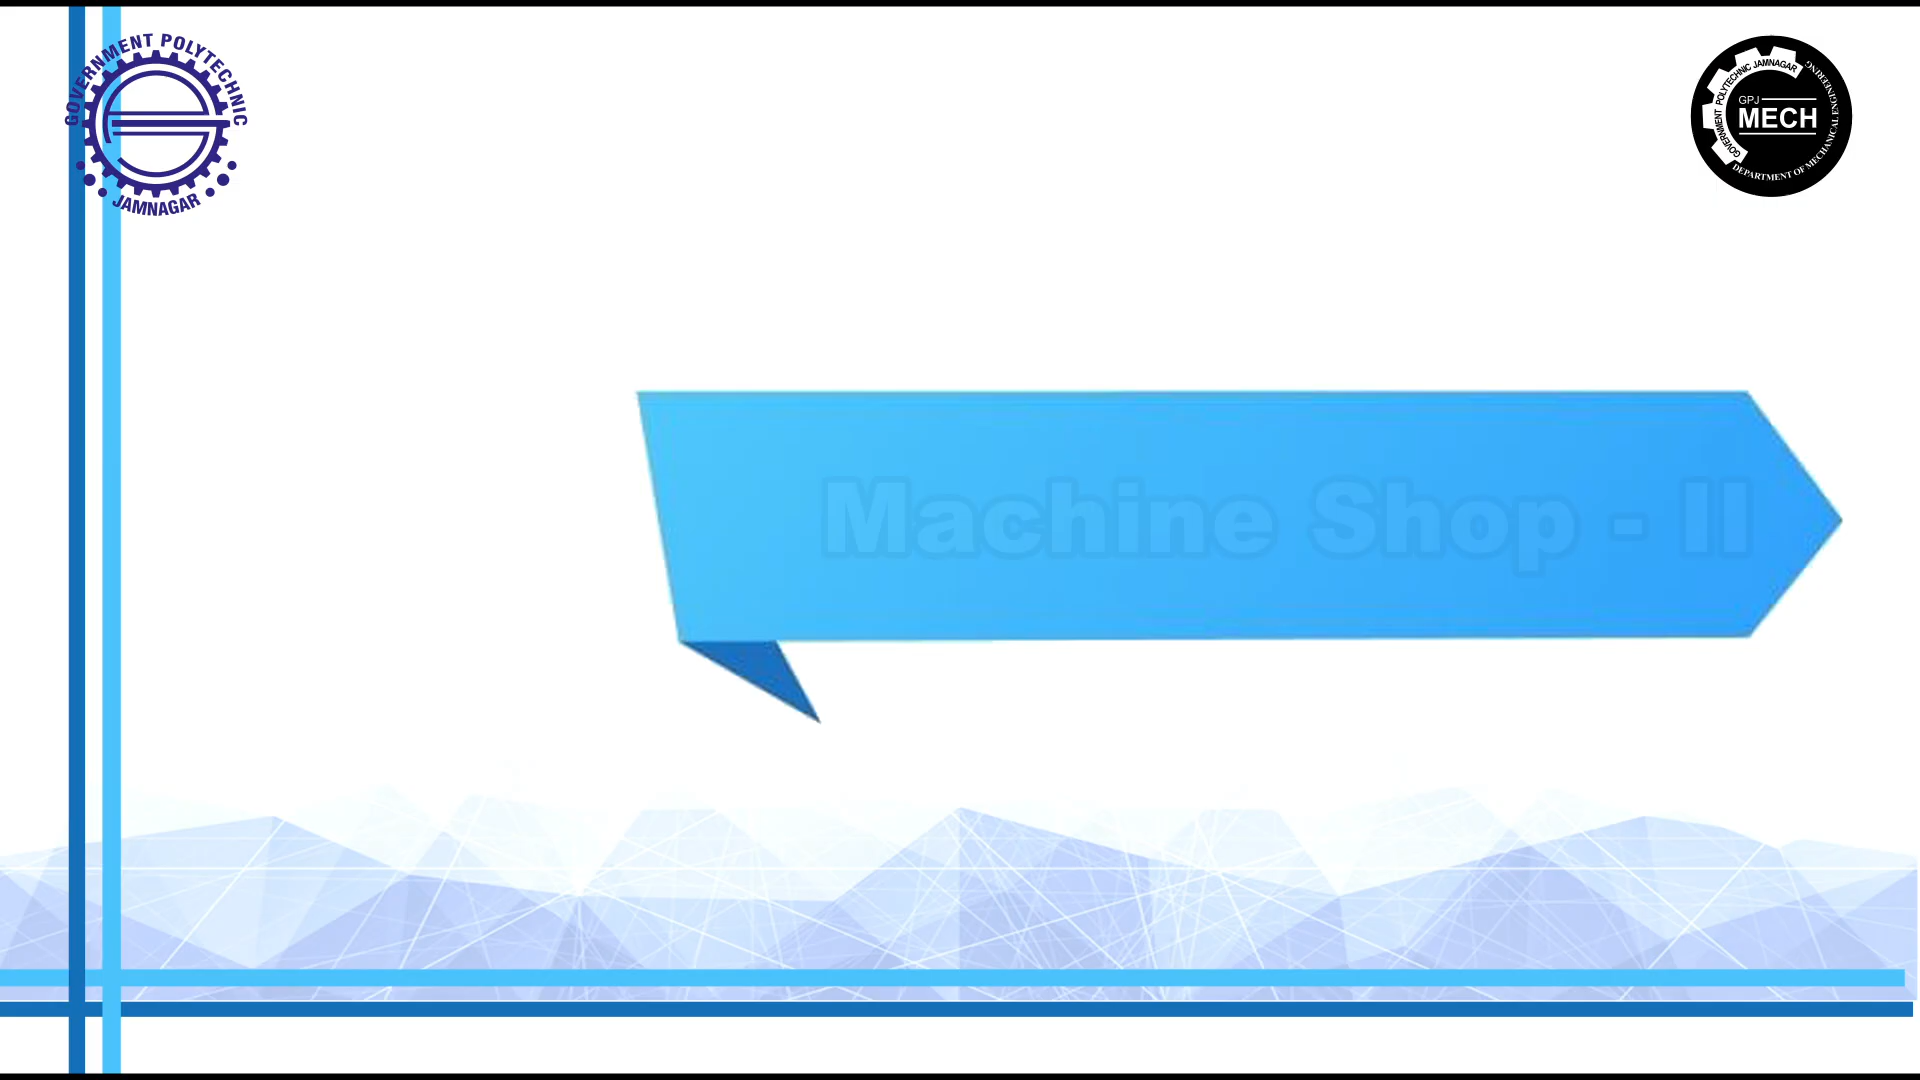 GOVERNMENT POLYTECHNIC
JAMNAGAR
GOVERNMENT POLYTECHNIC JAMNAGAR
GPJ
MECH
DEPARTMENT OF MECHANICAL ENGINEERING
Machine Shop - II